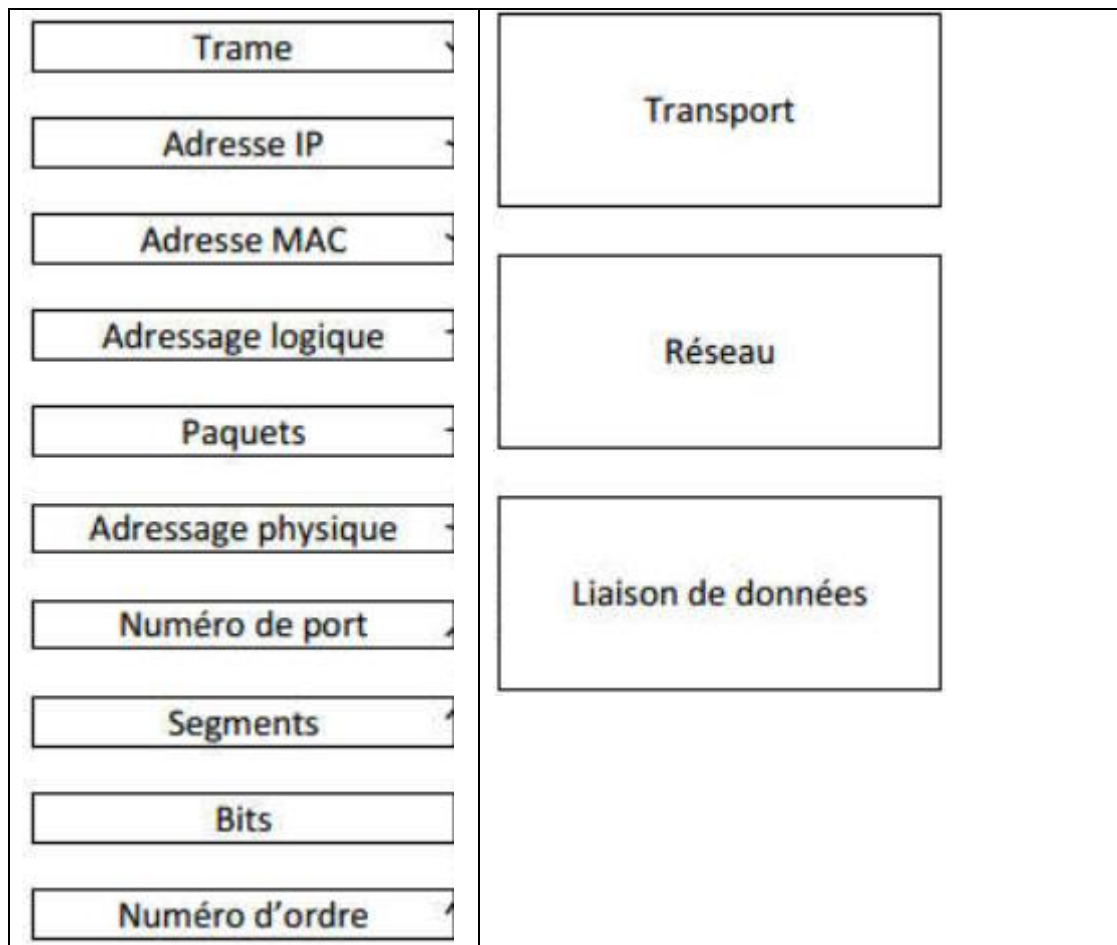 Trame
Adresse IP
Adresse MAC
Adressage logique
Paquets
Adressage physique
Numéro de port
Segments
Bits
Numéro d’ordre
Transport
Réseau
Liaison de données